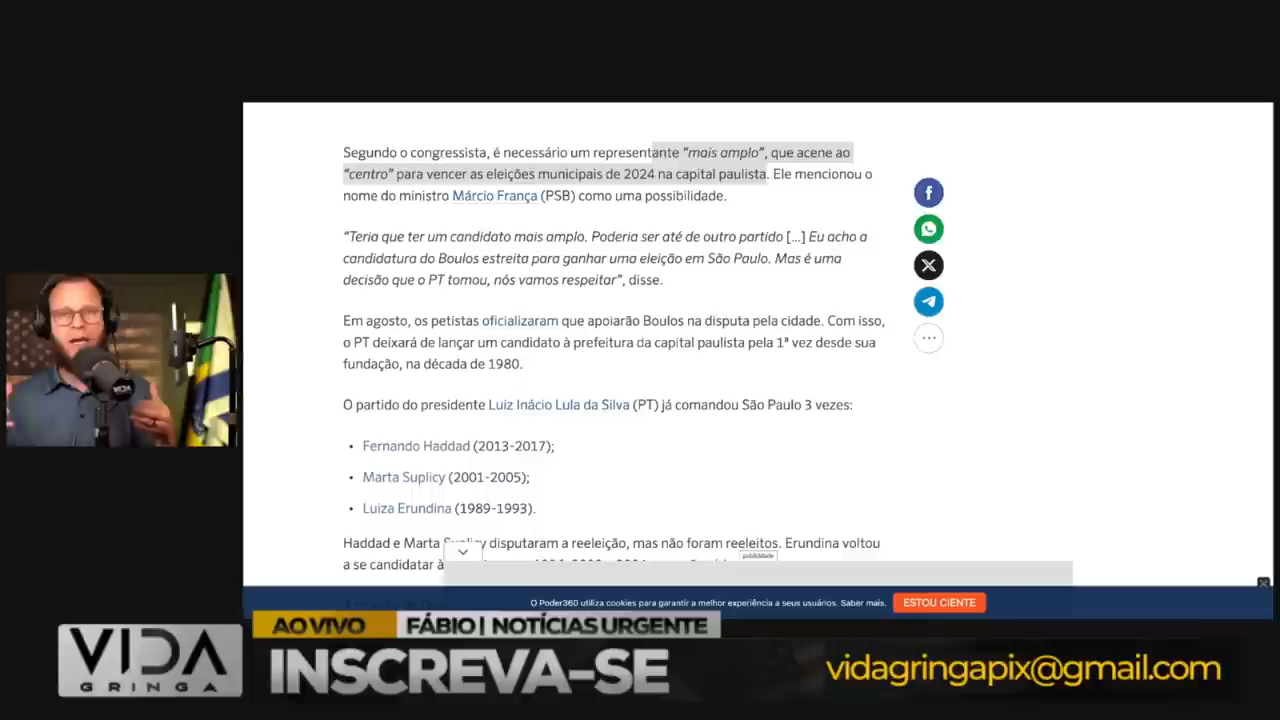 Segundo o congressista, é necessário um representante “mais amplo”, que acene ao
“centro” para vencer as eleições municipais de 2024 na capital paulista. Ele mencionou o
nome do ministro Márcio França (PSB) como uma possibilidade.
“Teria que ter um candidato mais amplo. Poderia ser até de outro partido [...] Eu acho a
candidatura do Boulos estreita para ganhar uma eleição em São Paulo. Mas é uma
decisão que o PT tomou, nós vamos respeitar”, disse.
Em agosto, os petistas oficializaram que apoiarão Boulos na disputa pela cidade. Com isso,
o PT deixará de lançar um candidato à prefeitura da capital paulista pela 1ª vez desde sua
fundação, na década de 1980.
O partido do presidente Luiz Inácio Lula da Silva (PT) já comandou São Paulo 3 vezes:
• Fernando Haddad (2013-2017);
• Marta Suplicy (2001-2005);
• Luiza Erundina (1989-1993).
Haddad e Marta Suplicy disputaram a reeleição, mas não foram reeleitos. Erundina voltou
publicidade
a se candidatar à
O Poder360 utiliza cookies para garantir a melhor experiência a seus usuários. Saber mais.
ESTOU CIENTE
AO VIVO
FÁBIO | NOTÍCIAS URGENTE
VIDA
GRINGA
INSCREVA-SE
vidagringapix@gmail.com
VIDA